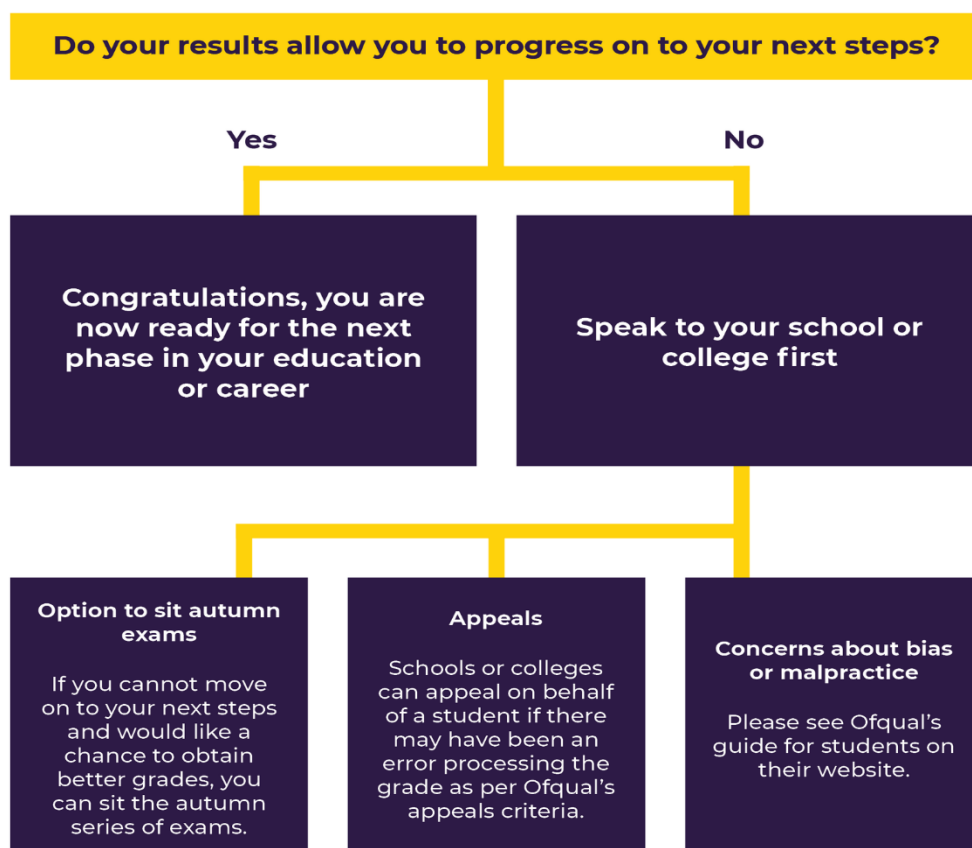 Do your results allow you to progress on to your next steps?
Yes
No
Congratulations, you are
now ready for the next
phase in your education
or career
Speak to your school or
college first
Option to sit autumn
exams
If you cannot move
on to your next steps
and would like a
chance to obtain
better grades, you
can sit the autumn
series of exams.
Appeals
Schools or colleges
can appeal on behalf
of a student if there
may have been an
error processing the
grade as per Ofqual's
appeals criteria.
Concerns about bias
or malpractice
Please see Ofqual's
guide for students on
their website.